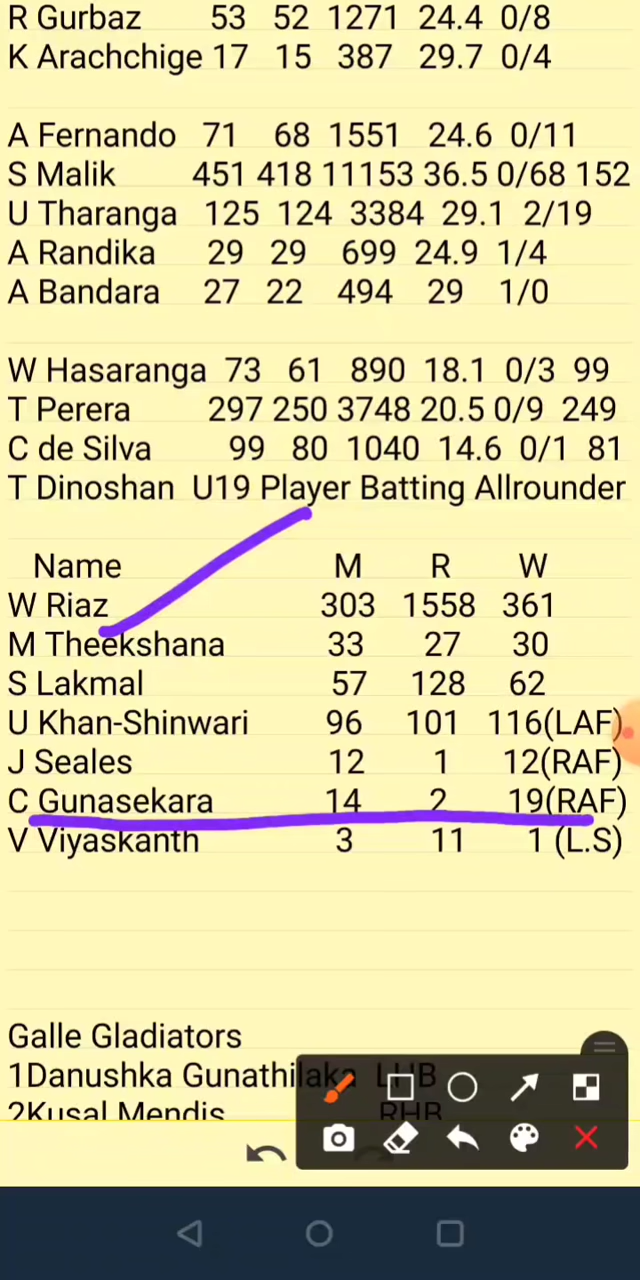 R Gurbaz 53 52 1271 24.4 0/8
K Arachchige 17 15 387 29.7 0/4
A Fernando 71 68 1551 24.6 0/11
S Malik 451 418 11153 36.5 0/68 152
U Tharanga 125 124 3384 29.1 2/19
A Randika 29 29 699 24.9 1/4
A Bandara 27 22 494 29 1/0
W Hasaranga 73 61 890 18.1 0/3 99
T Perera 297 250 3748 20.5 0/9 249
C de Silva 99 80 1040 14.6 0/1 81
T Dinoshan U19 Player Batting Allrounder
Name M R W
W Riaz 303 1558 361
M Theekshana 33 27 30
S Lakmal 57 128 62
U Khan-Shinwari 96 101 116(LAF)
J Seales 12 1 12(RAF)
C Gunasekara 14 2 19(RAF)
V Viyaskanth 3 11 1 (L.S)
Galle Gladiators
1Danushka Gunathilaka LHB
2Kusal Mendis RHB